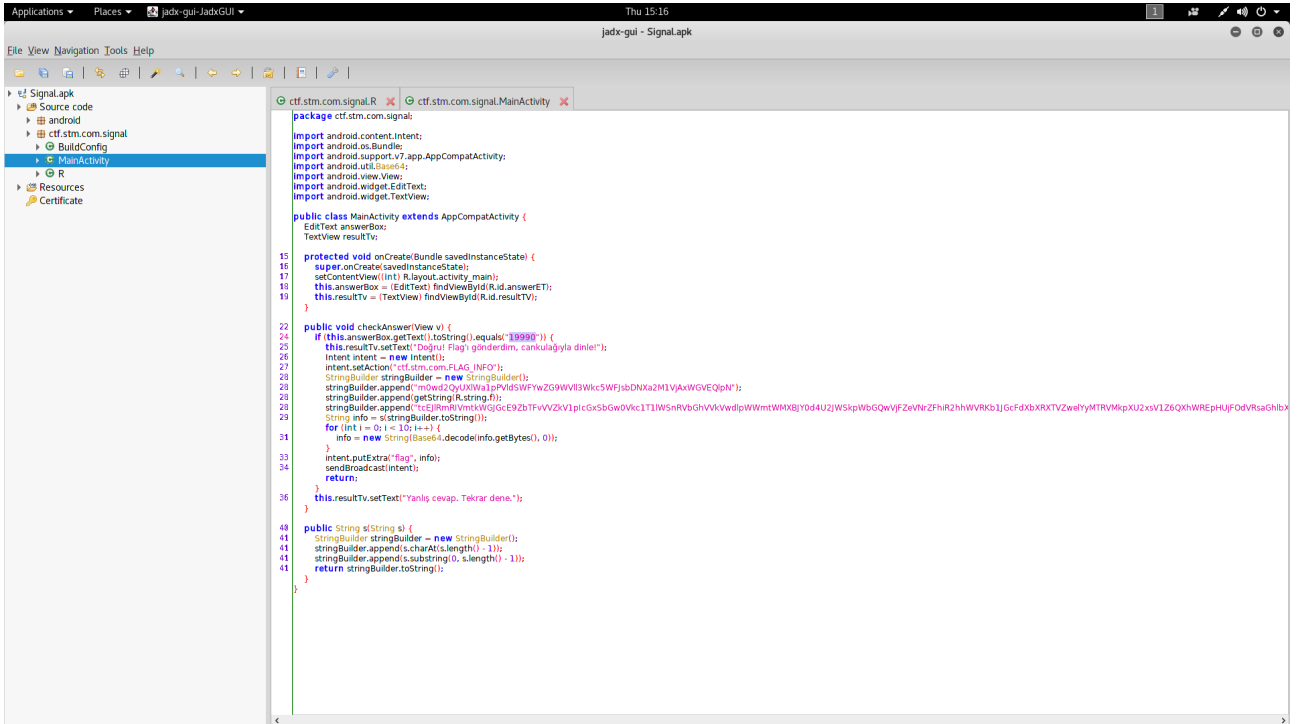 Applications Places jadx-gui-JadxGUI Thu 15:16 1
jadx-gui - Signal.apk
File View Navigation Tools Help
Signal.apk
Source code
android
ctf.stm.com.signal
BuildConfig
MainActivity
R
Resources
Certificate
ctf.stm.com.signal.R ctf.stm.com.signal.MainActivity
package ctf.stm.com.signal;
import android.content.Intent;
import android.os.Bundle;
import android.support.v7.app.AppCompatActivity;
import android.util.Base64;
import android.view.View;
import android.widget.EditText;
import android.widget.TextView;
public class MainActivity extends AppCompatActivity {
EditText answerBox;
TextView resultTv;
15 protected void onCreate(Bundle savedInstanceState) {
16 super.onCreate(savedInstanceState);
17 setContentView((int) R.layout.activity_main);
18 this.answerBox = (EditText) findViewById(R.id.answerET);
19 this.resultTv = (TextView) findViewById(R.id.resultTV);
}
22 public void checkAnswer(View v) {
24 if (this.answerBox.getText().toString().equals("19990")) {
25 this.resultTv.setText("Doğru! Flag'ı gönderdim, cankulağıyla dinle!");
26 Intent intent = new Intent();
27 intent.setAction("ctf.stm.com.FLAG_INFO");
28 StringBuilder stringBuilder = new StringBuilder();
28 stringBuilder.append("
28 stringBuilder.append(getString(R.string.f));
28 stringBuilder.append("
29 String info = s(stringBuilder.toString());
for (int i = 0; i < 10; i++) {
31 info = new String(Base64.decode(info.getBytes(), 0));
}
33 intent.putExtra("flag", info);
34 sendBroadcast(intent);
return;
}
36 this.resultTv.setText("Yanlış cevap. Tekrar dene.");
}
40 public String s(String s) {
41 StringBuilder stringBuilder = new StringBuilder();
41 stringBuilder.append(s.charAt(s.length() - 1));
41 stringBuilder.append(s.substring(0, s.length() - 1));
41 return stringBuilder.toString();
}
}